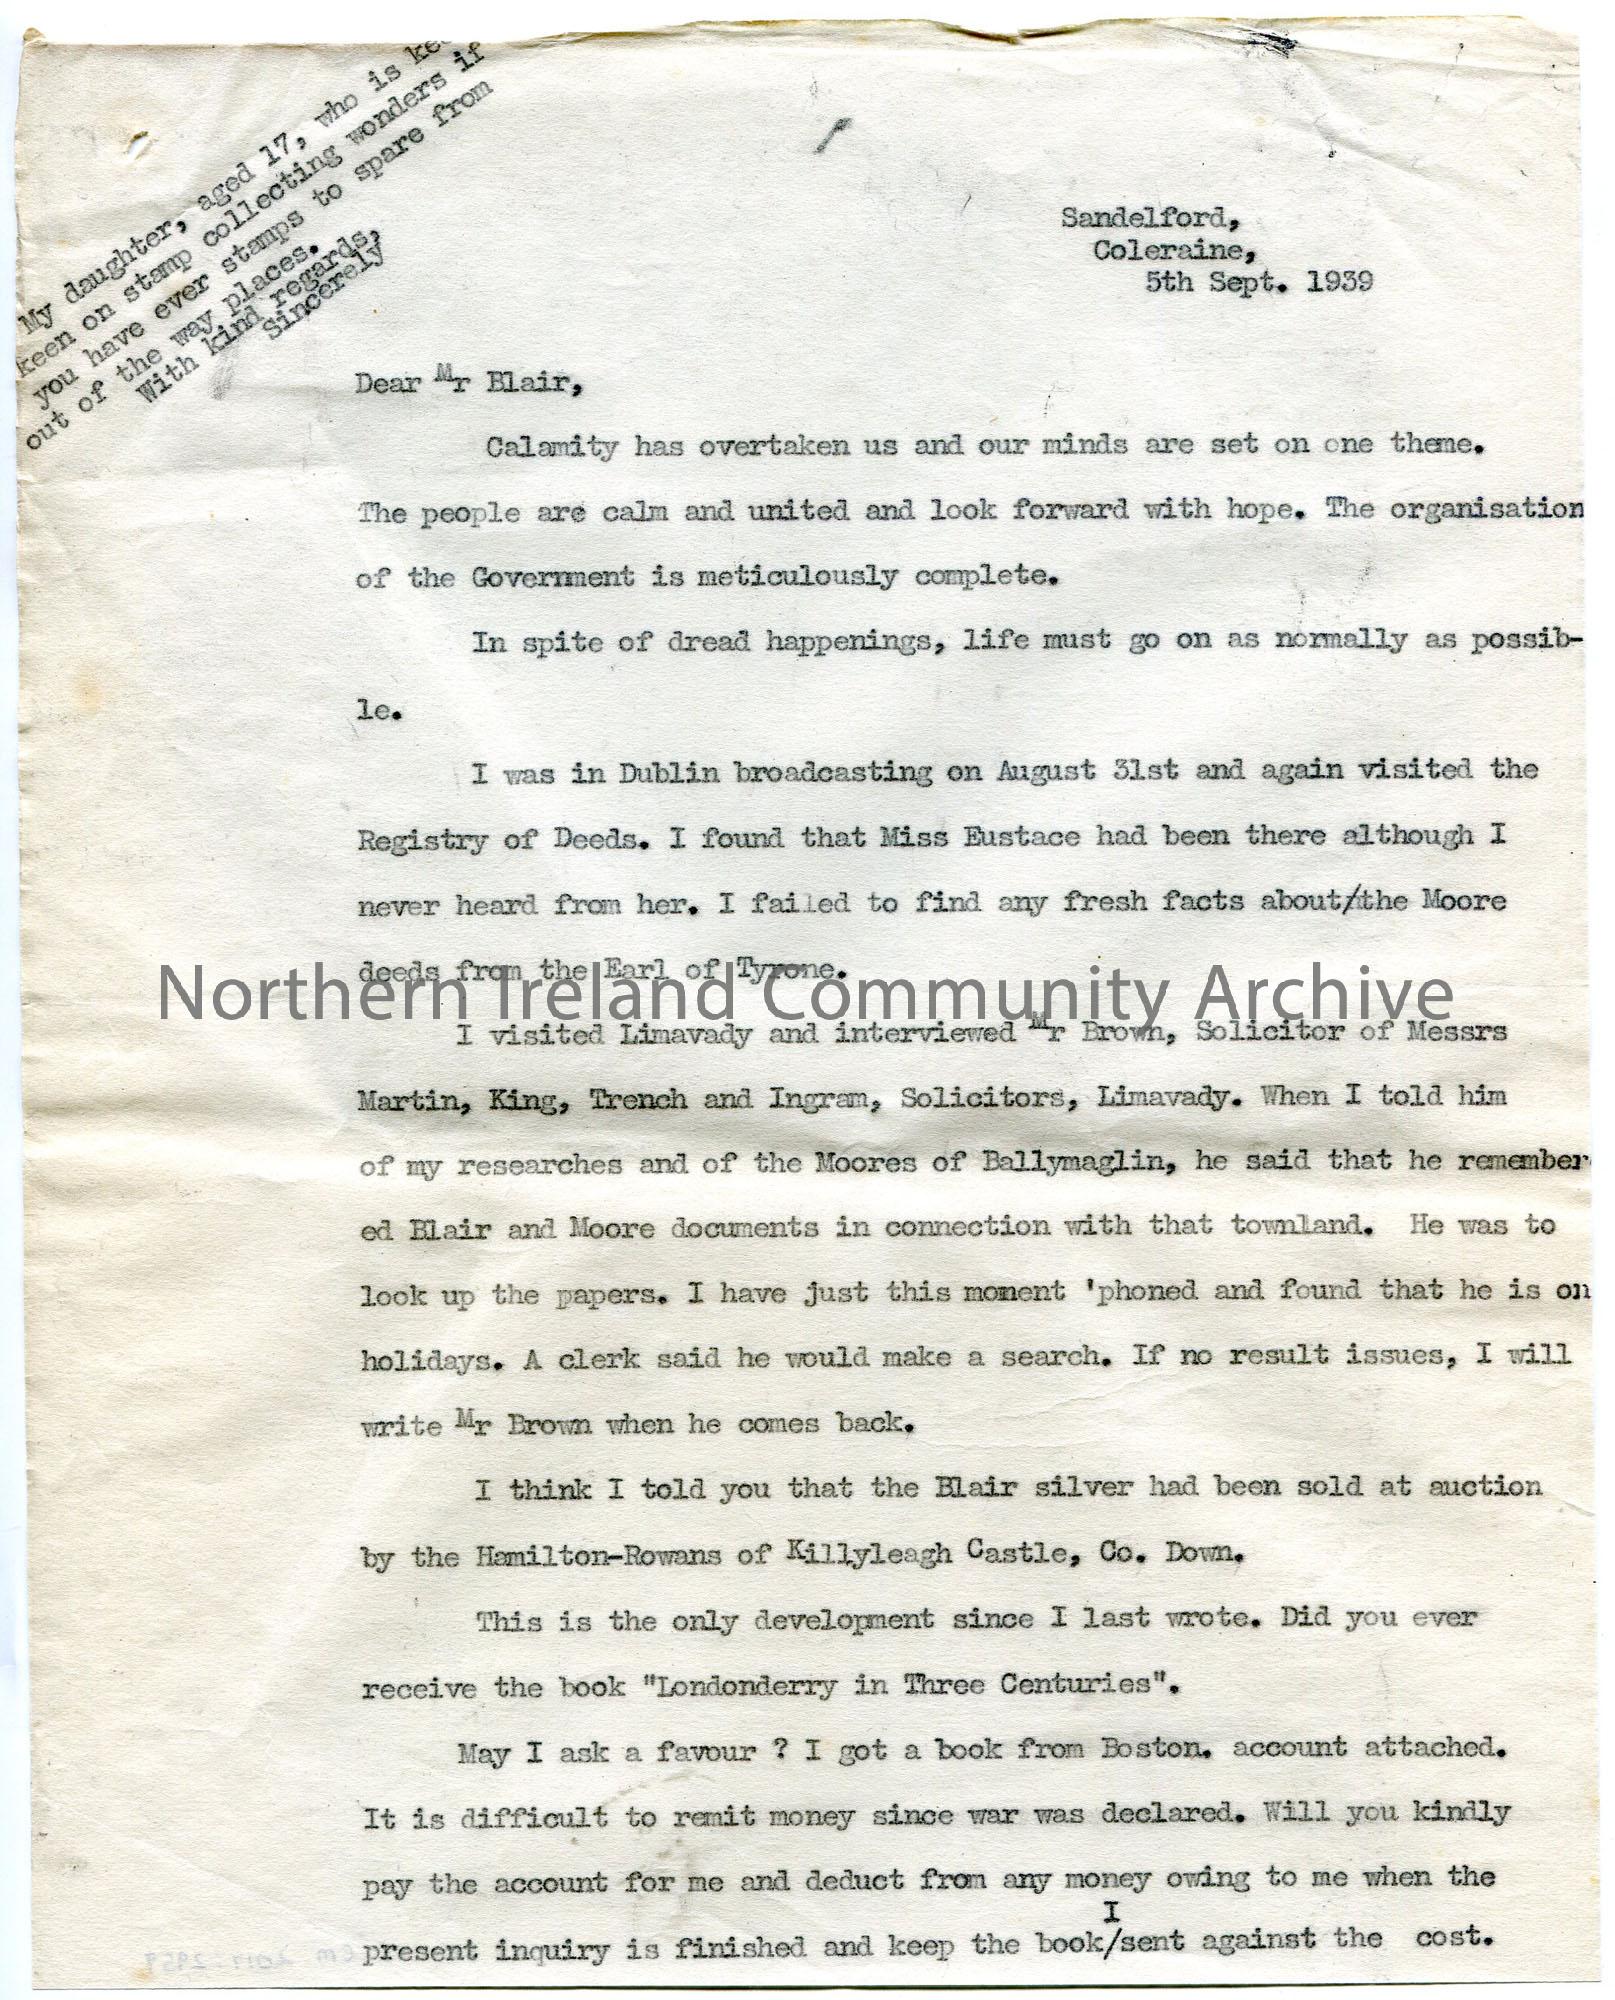 My daughter, aged 17, who is
keen on stamp collecting wonders if
you have ever stamps to spare from
out of the way places.
With kind regards,
Sincerely
Sandelford,
Coleraine,
5th Sept. 1939
Dear Mr Blair,
Calamity has overtaken us and our minds are set on one theme.
The people are calm and united and look forward with hope. The organisation
of the Government is meticulously complete.
In spite of dread happenings, life must go on as normally as possib-
le.
I was in Dublin broadcasting on August 31st and again visited the
Registry of Deeds. I found that Miss Eustace had been there although I
never heard from her. I failed to find any fresh facts about/the Moore
deeds from the Earl of Tyrone.
Northern Ireland Community Archive
I visited Limavady and interviewed Mr Brown, Solicitor of Messrs
Martin, King, Trench and Ingram, Solicitors, Limavady. When I told him
of my researches and of the Moores of Ballymaglin, he said that he remember
ed Blair and Moore documents in connection with that townland. He was to
look up the papers. I have just this moment 'phoned and found that he is on
holidays. A clerk said he would make a search. If no result issues, I will
write Mr Brown when he comes back.
I think I told you that the Blair silver had been sold at auction
by the Hamilton-Rowans of Killyleagh Castle, Co. Down.
This is the only development since I last wrote. Did you ever
receive the book "Londonderry in Three Centuries".
May I ask a favour ? I got a book from Boston. account attached.
It is difficult to remit money since war was declared. Will you kindly
pay the account for me and deduct from any money owing to me when the
I
present inquiry is finished and keep the book/sent against the cost.